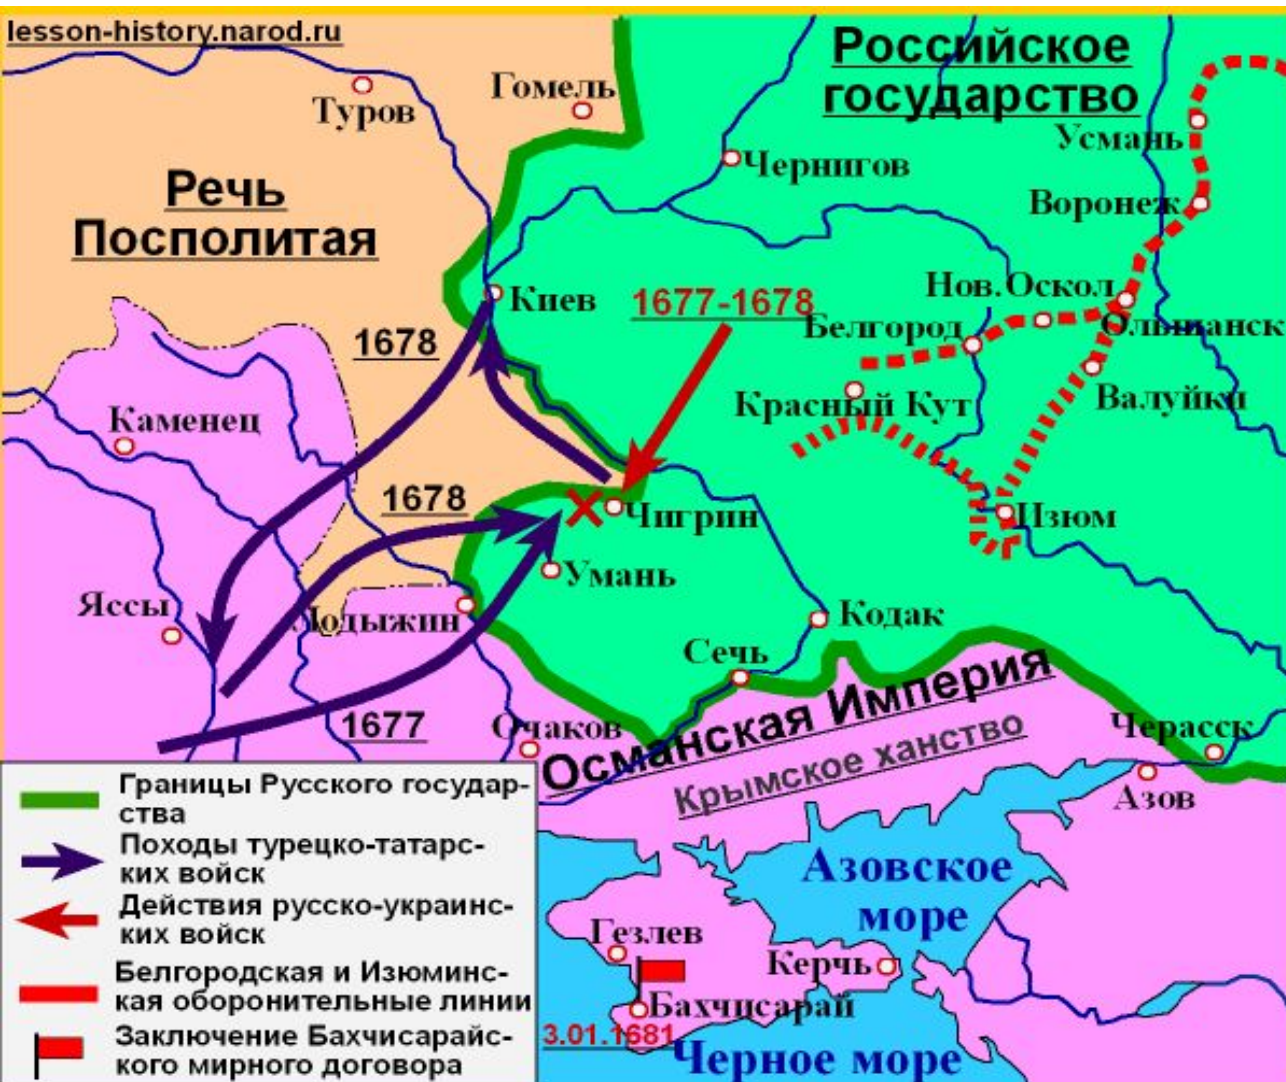 lesson-history.narod.ru
Российское
государство
Гомель
Туров
Усмань
Чернигов
Речь
Посполитая
Воронеж
Киев
1677-1678
Нов.Оскол
Белгород
Ольшанск
1678
Каменец
Красный Кут
Валуйки
1678
Чигрин
Изюм
Умань
Яссы
Лодыжин
Кодак
Сечь
1677
Очаков
Османская Империя
Крымское ханство
Черасск
Азов
Границы Русского государ-
ства
Походы турецко-татарс-
ких войск
Действия русско-украинс-
ких войск
Белгородская и Изюминс-
кая оборонительные линии
Заключение Бахчисарайс-
кого мирного договора
Азовское
море
Гезлев
Керчь
Бахчисарай
3.01.1681
Черное море